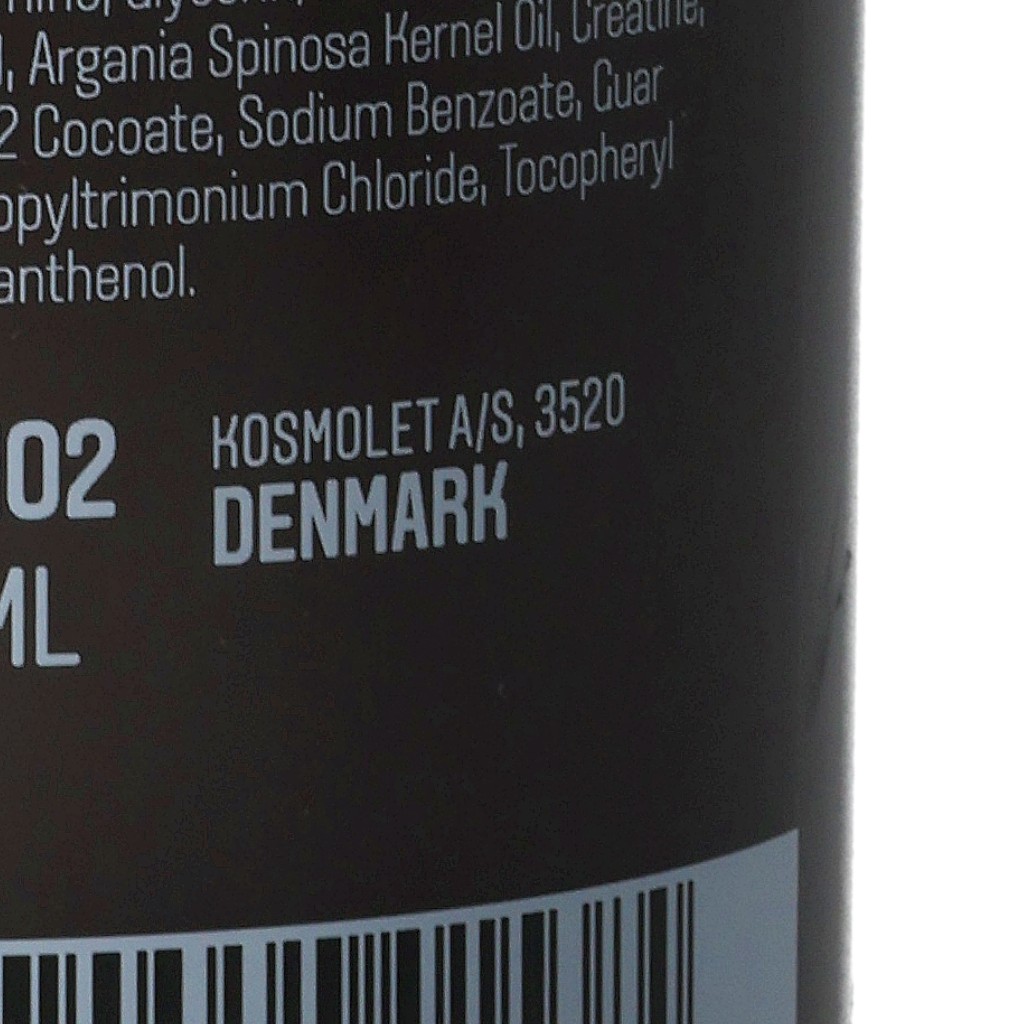 Argania Spinosa Kernel Oil, Creatine,
2 Cocoate, Sodium Benzoate, Guar
opyltrimonium Chloride, Tocopheryl
anthenol.
02
KOSMOLET A/S, 3520
DENMARK
ML